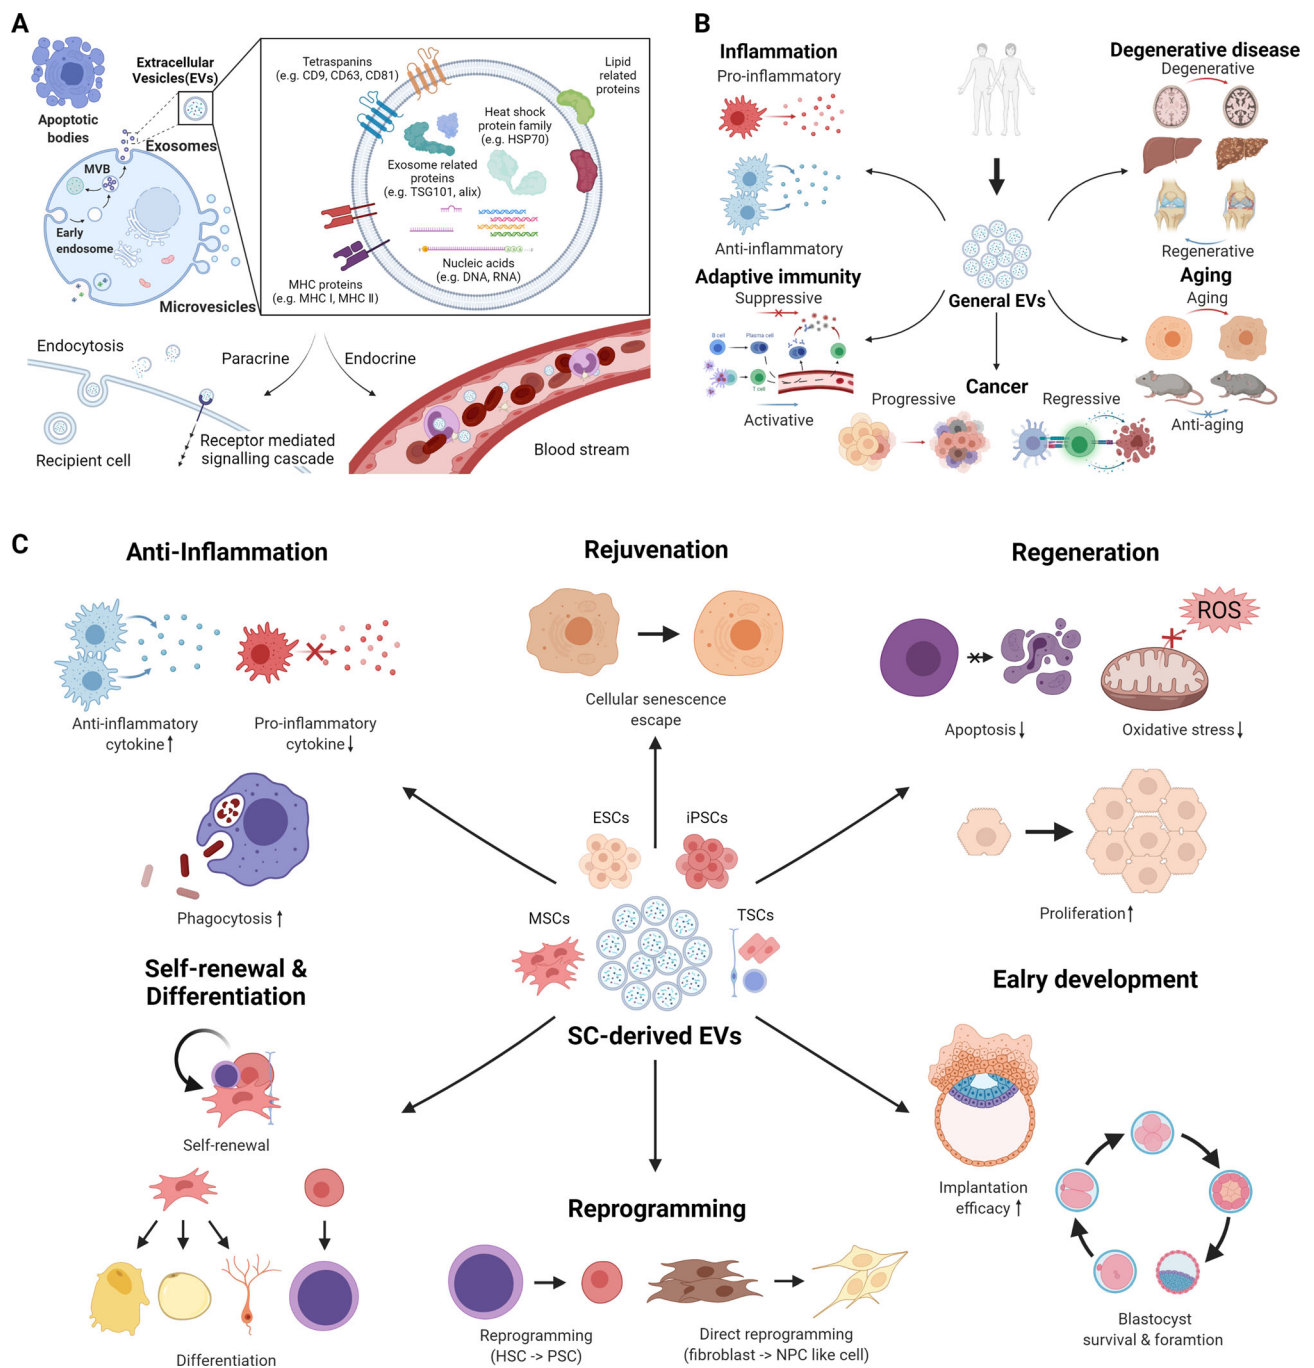 A
Apoptotic
bodies
Extracellular
Vesicles(EVs)
Exosomes
MVB
Early
endosome
Microvesicles
Tetraspanins
(e.g. CD9, CD63, CD81)
Lipid
related
proteins
Heat shock
protein family
(e.g. HSP70)
Exosome related
proteins
(e.g. TSG101, alix)
Nucleic acids
(e.g. DNA, RNA)
MHC proteins
(e.g. MHC I, MHC II)
Endocytosis
Paracrine
Endocrine
Recipient cell
Receptor mediated
signalling cascade
Blood stream
B
Inflammation
Pro-inflammatory
Anti-inflammatory
Degenerative disease
Degenerative
Regenerative
General EVs
Adaptive immunity
Suppressive
B cell
Plasma cell
T cell
Activative
Aging
Aging
Anti-aging
Cancer
Progressive
Regressive
C
Anti-Inflammation
Anti-inflammatory
cytokine↑
Pro-inflammatory
cytokine↓
Phagocytosis↑
Rejuvenation
Cellular senescence
escape
Regeneration
ROS
Apoptosis↓
Oxidative stress↓
Proliferation↑
ESCs
iPSCs
MSCs
TSCs
SC-derived EVs
Self-renewal &
Differentiation
Self-renewal
Differentiation
Reprogramming
Reprogramming
(HSC -> PSC)
Direct reprogramming
(fibroblast -> NPC like cell)
Ealry development
Implantation
efficacy↑
Blastocyst
survival & foramtion